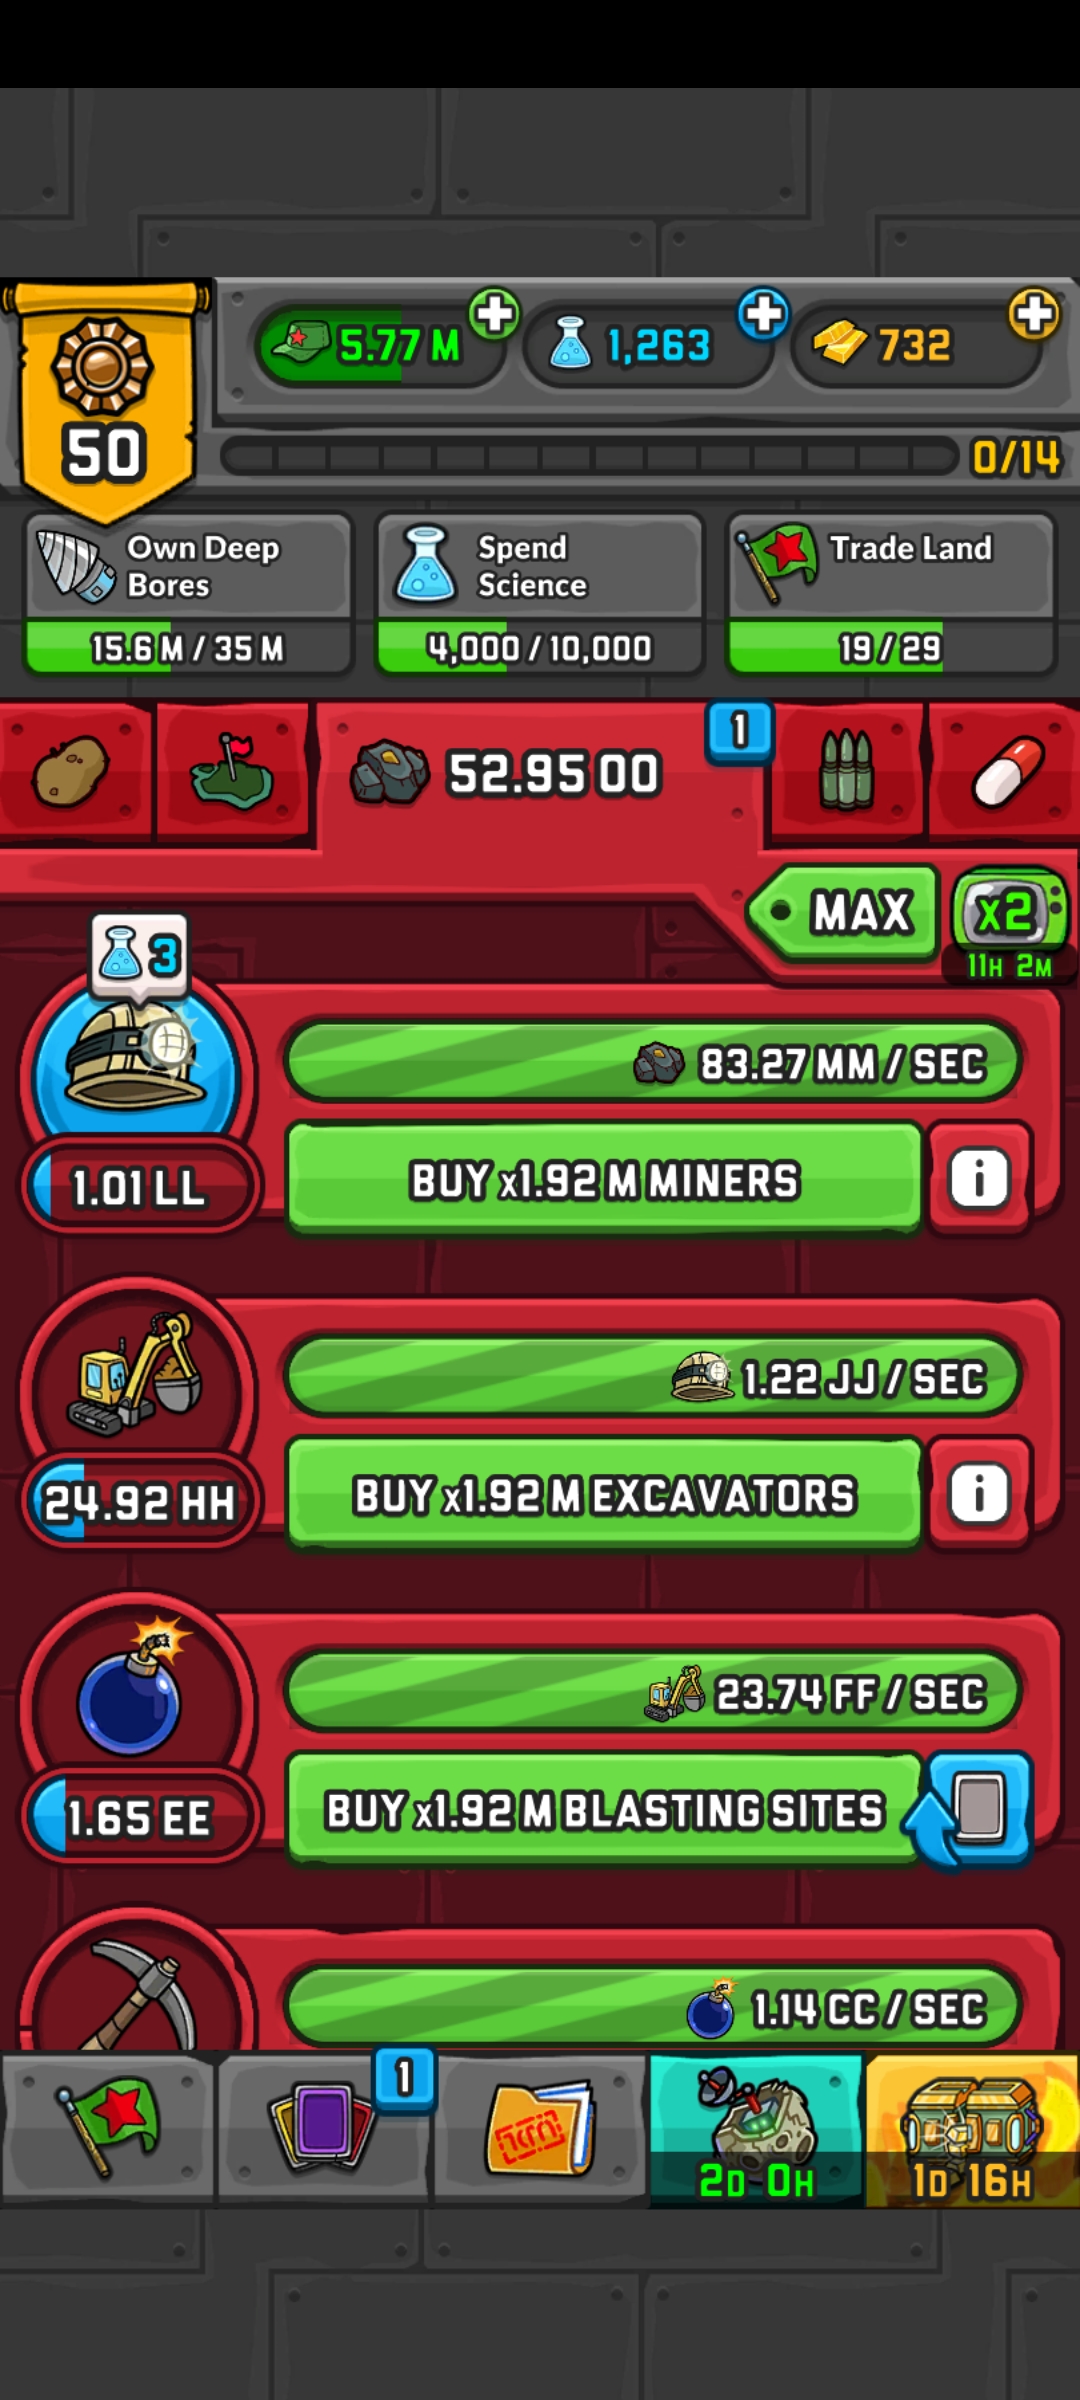 5.77 M
1,263
732
50
0/14
Own Deep
Bores
15.6 M / 35 M
Spend
Science
4,000 / 10,000
Trade Land
19 / 29
52.95 OO
1
MAX
x2
11H 2M
3
83.27 MM / SEC
1.01 LL
BUY x1.92 M MINERS
i
1.22 JJ / SEC
24.92 HH
BUY x1.92 M EXCAVATORS
i
23.74 FF / SEC
1.65 EE
BUY x1.92 M BLASTING SITES
1.14 CC / SEC
1
2D 0H
1D 16H